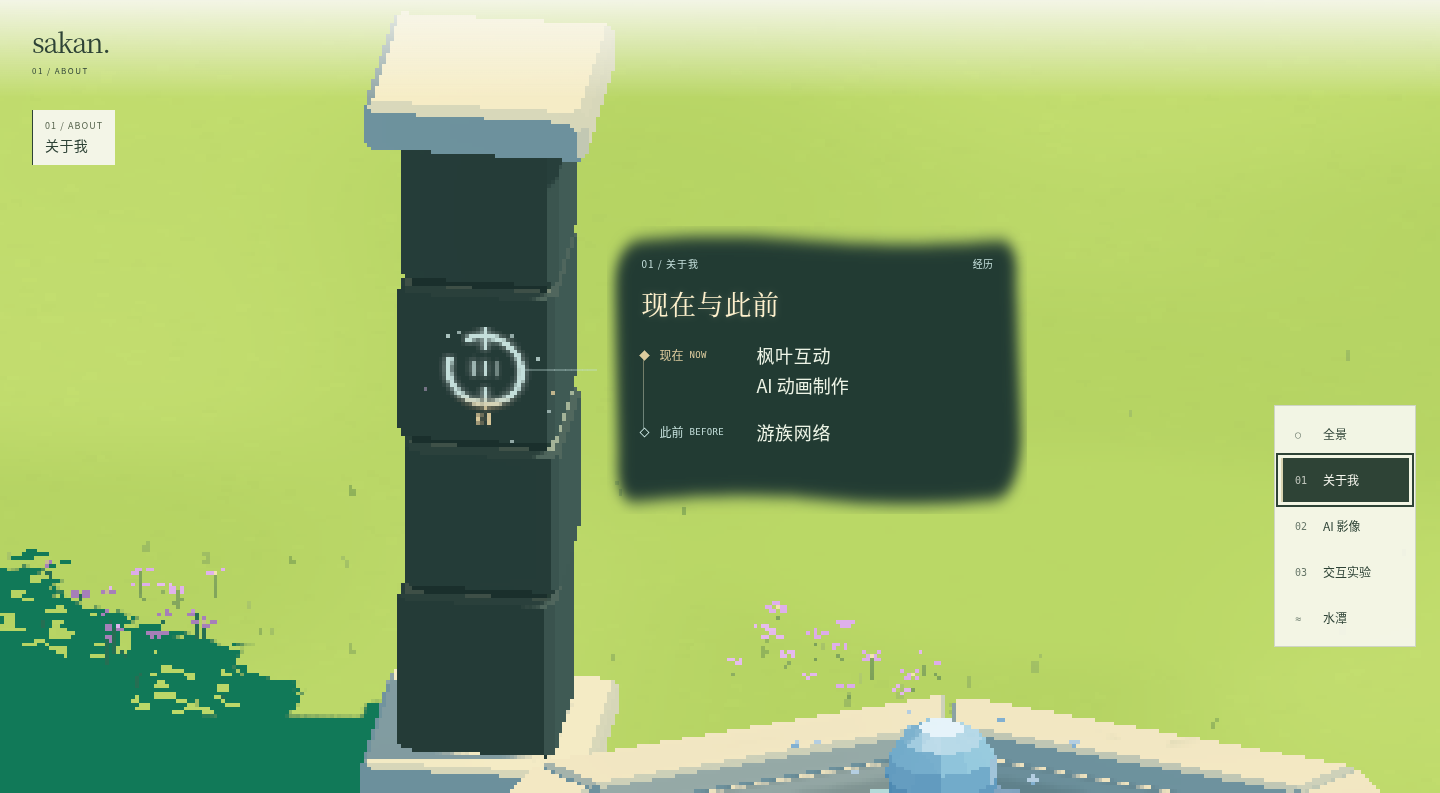 sakan.
01 / ABOUT
01 / ABOUT
关于我
01 / 关于我
经历
现在与此前
现在 NOW
枫叶互动
AI 动画制作
此前 BEFORE
游族网络
○ 全景
01 关于我
02 AI 影像
03 交互实验
≈ 水潭